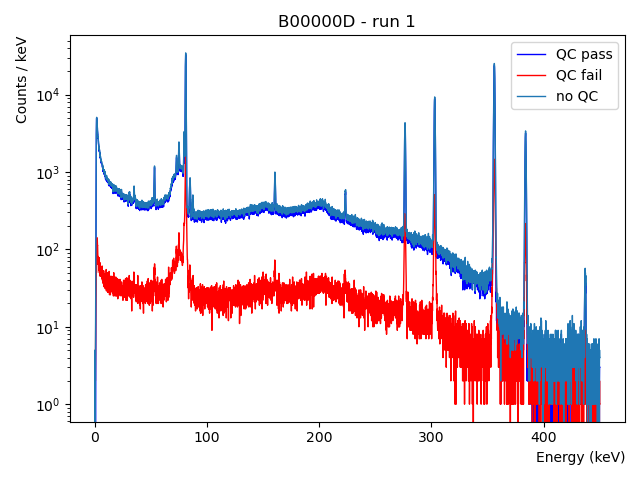 B00000D - run 1
Counts / keV
QC pass
QC fail
no QC
10⁴
10³
10²
10¹
10⁰
0 100 200 300 400
Energy (keV)